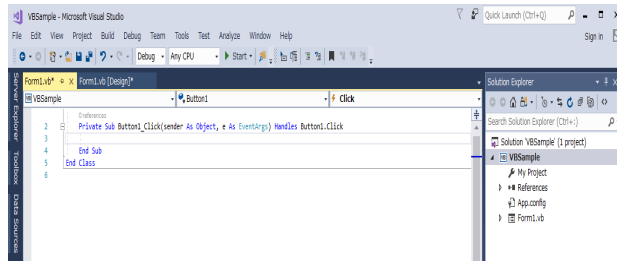 VBSample - Microsoft Visual Studio
Quick Launch (Ctrl+Q)
File Edit View Project Build Debug Team Tools Test Analyze Window Help
Sign in
Debug Any CPU Start
Server Explorer
Toolbox
Data Sources
Form1.vb* Form1.vb [Design]*
VBSample Button1 Click
0 references
2 Private Sub Button1_Click(sender As Object, e As EventArgs) Handles Button1.Click
3
4 End Sub
5 End Class
6
Solution Explorer
Search Solution Explorer (Ctrl+;)
Solution 'VBSample' (1 project)
VBSample
My Project
References
App.config
Form1.vb